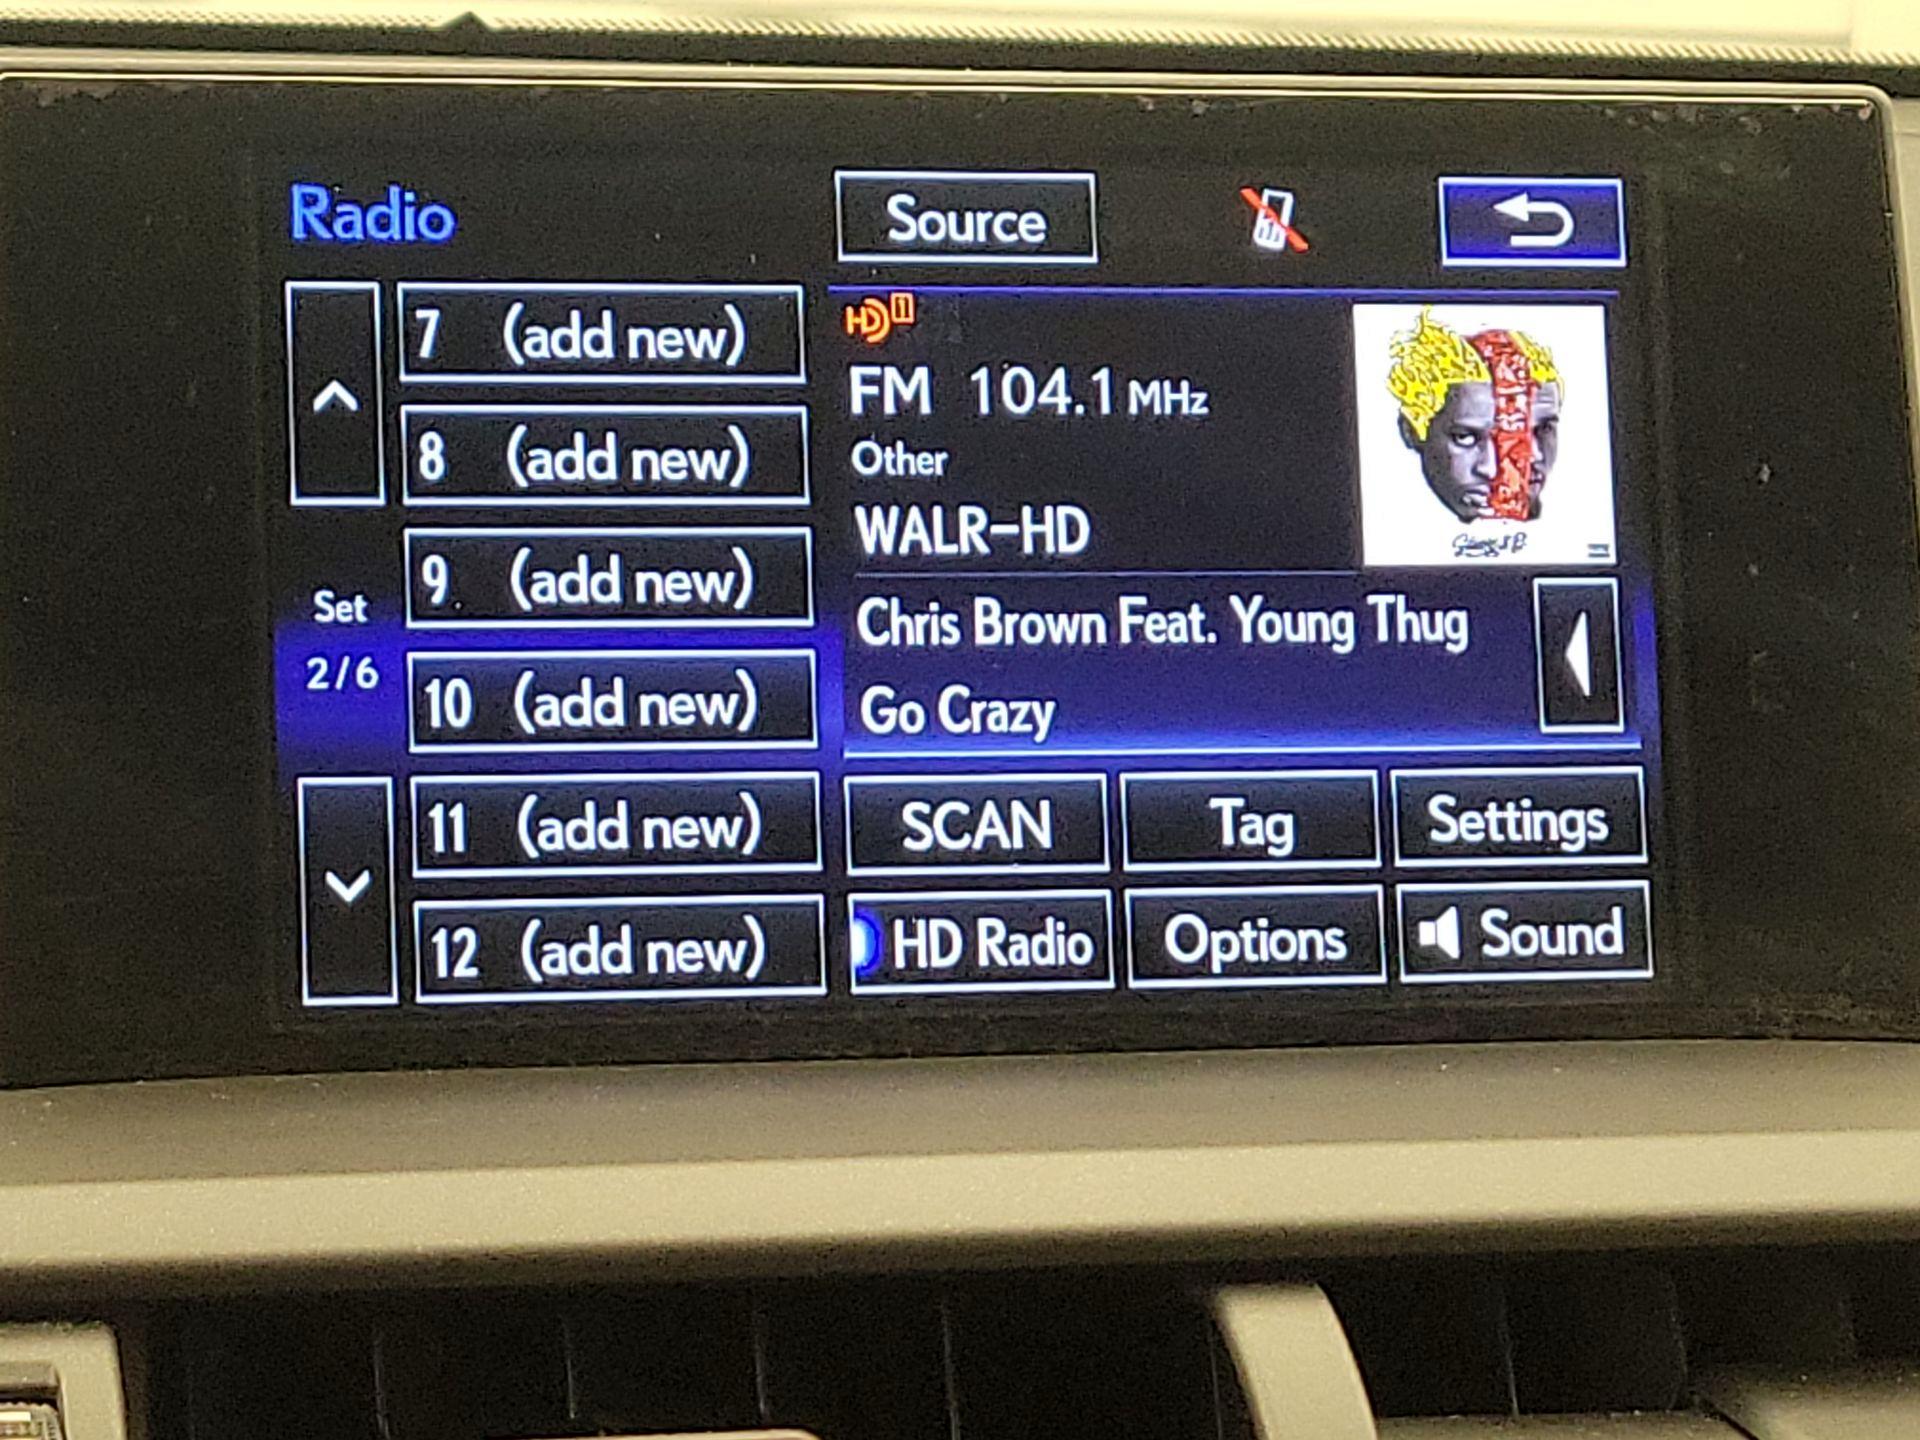 Radio
Source
7 (add new)
8 (add new)
9 (add new)
10 (add new)
11 (add new)
12 (add new)
Set
2/6
HD 1
FM 104.1 MHz
Other
WALR-HD
Chris Brown Feat. Young Thug
Go Crazy
SCAN
Tag
Settings
HD Radio
Options
Sound